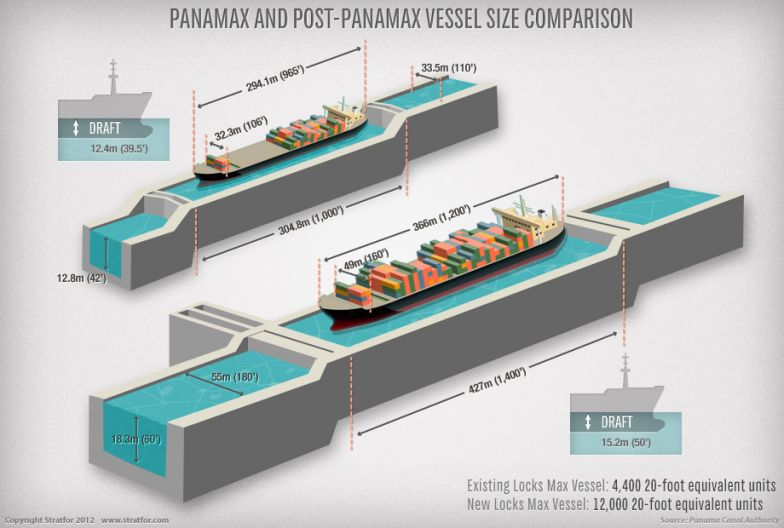 PANAMAX AND POST-PANAMAX VESSEL SIZE COMPARISON
294.1m (965')
33.5m (110')
DRAFT
12.4m (39.5')
32.3m (106')
304.8m (1,000')
12.8m (42')
366m (1,200')
49m (160')
55m (180')
18.3m (60')
427m (1,400')
DRAFT
15.2m (50')
Existing Locks Max Vessel: 4,400 20-foot equivalent units
New Locks Max Vessel: 12,000 20-foot equivalent units
Copyright Stratfor 2012 www.stratfor.com
Source: Panama Canal Authority